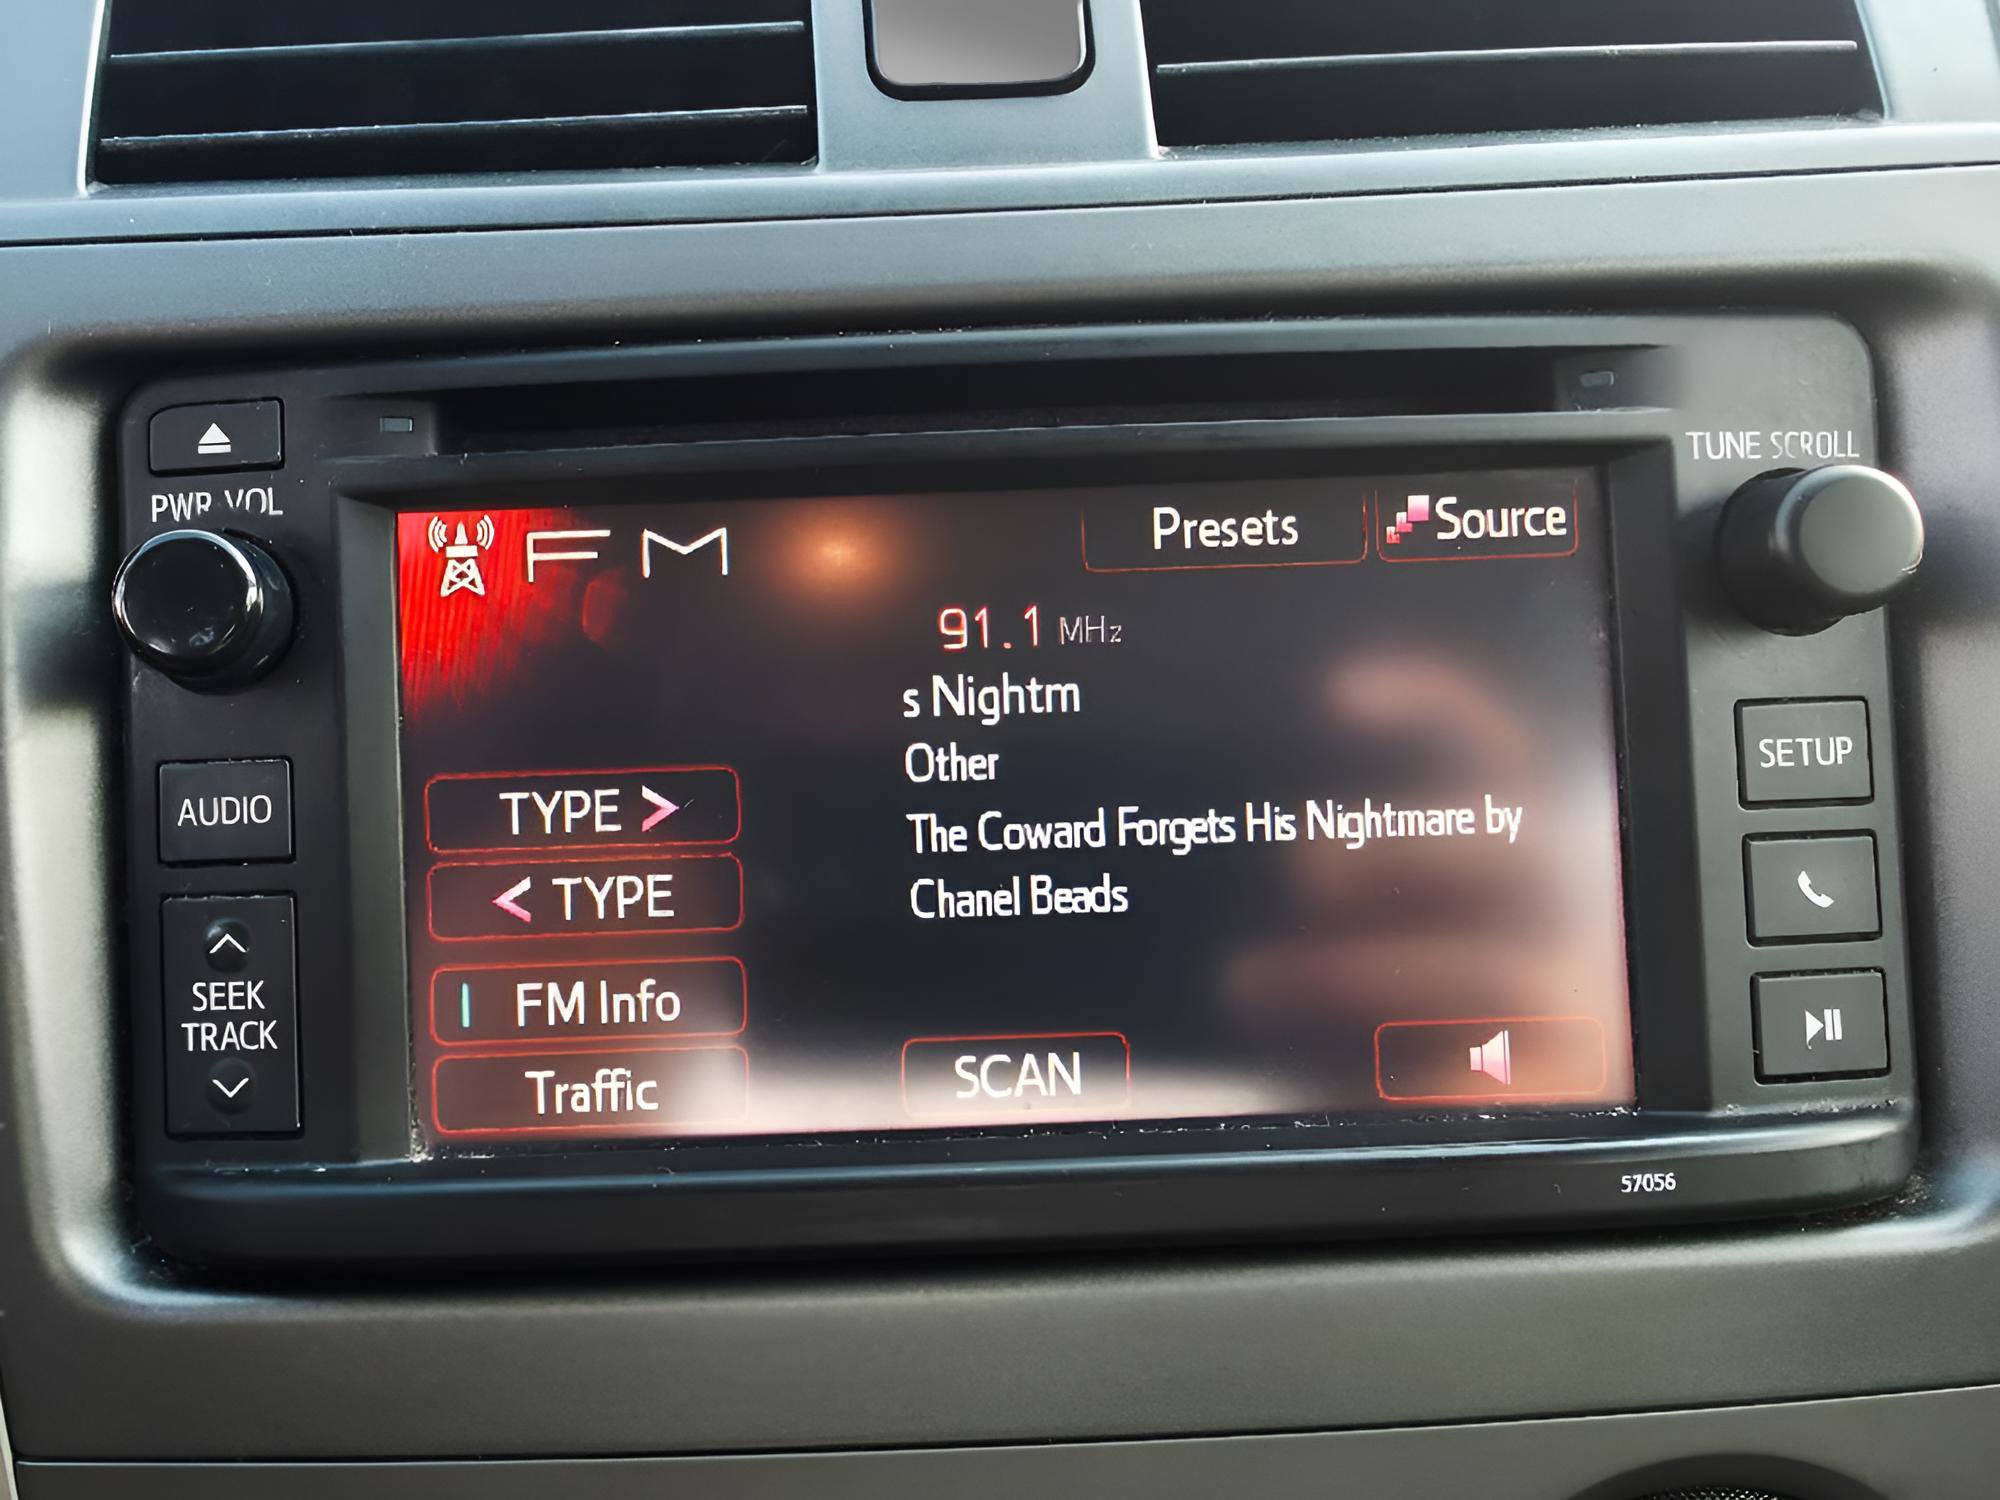 PWR VOL
TUNE SCROLL
FM
Presets
Source
91.1 MHz
s Nightm
Other
The Coward Forgets His Nightmare by
Chanel Beads
TYPE >
< TYPE
FM Info
Traffic
SCAN
AUDIO
SEEK
TRACK
SETUP
57056